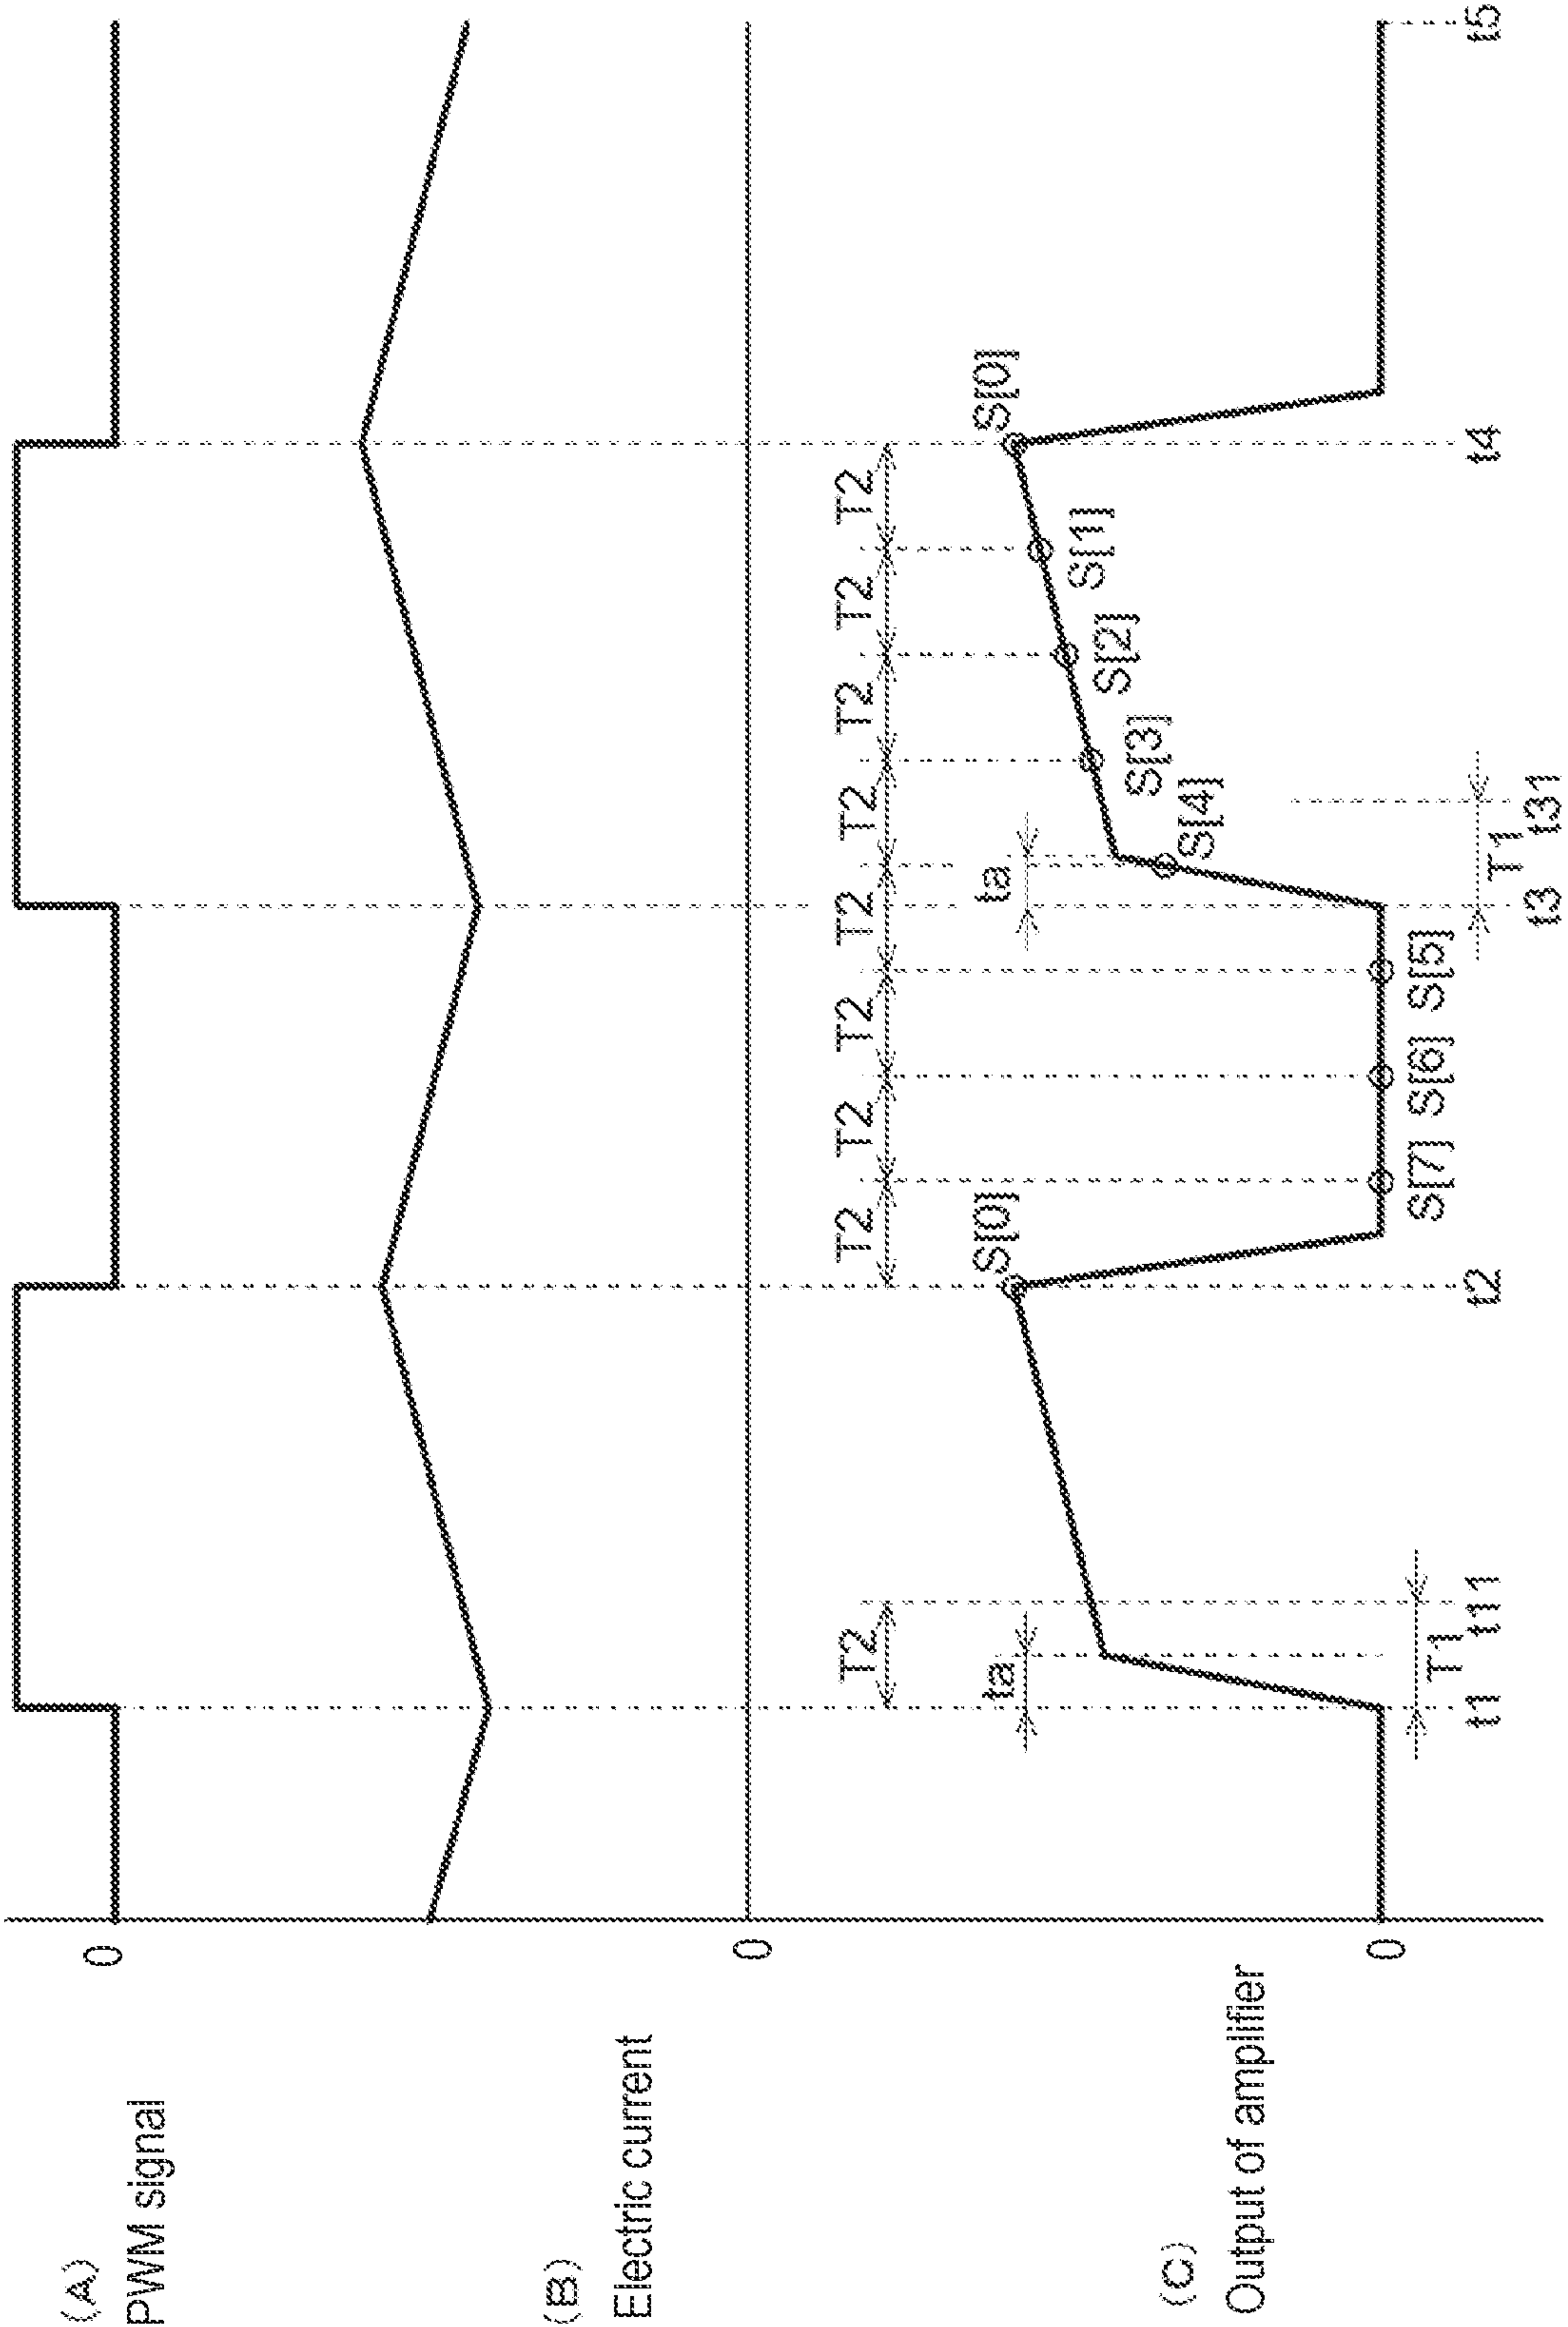 (A)
PWM signal
0
(B)
Electric current
0
(C)
Output of amplifier
0
T2 T2 T2 T2 T2 T2 T2 T2 T2
ta ta
S[0] S[0]
S[7] S[6] S[5] S[4] S[3] S[2] S[1]
T1 T1
t1 t11 t2 t3 t31 t4 t5